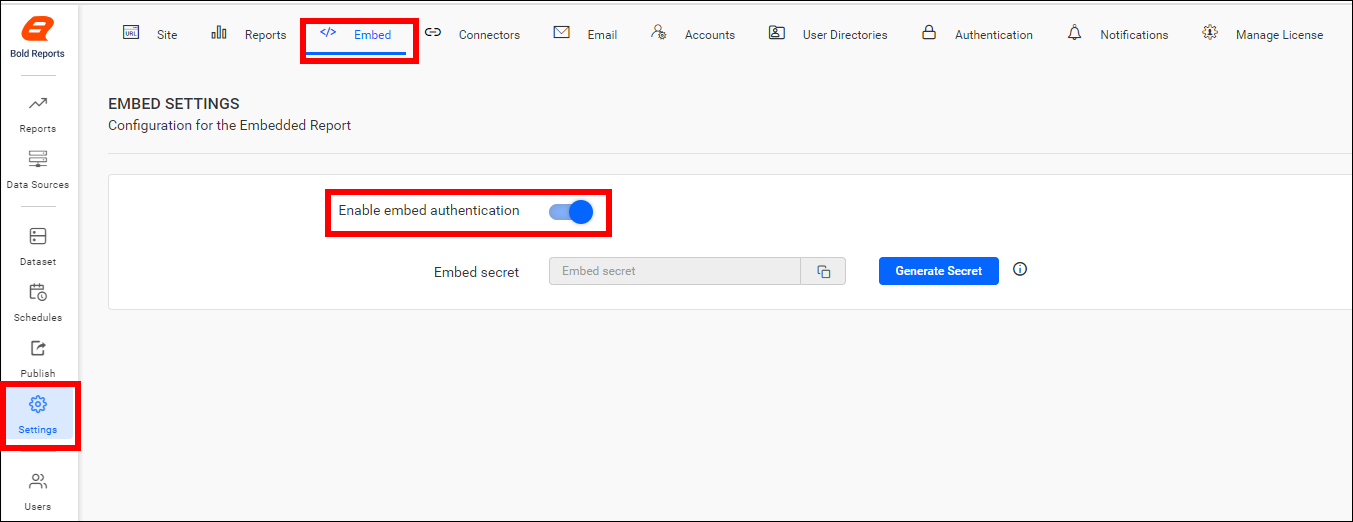 Bold Reports
Reports
Data Sources
Dataset
Schedules
Publish
Settings
Users
URL Site Reports </> Embed Connectors Email Accounts User Directories Authentication Notifications Manage License
EMBED SETTINGS
Configuration for the Embedded Report
Enable embed authentication
Embed secret Embed secret Generate Secret